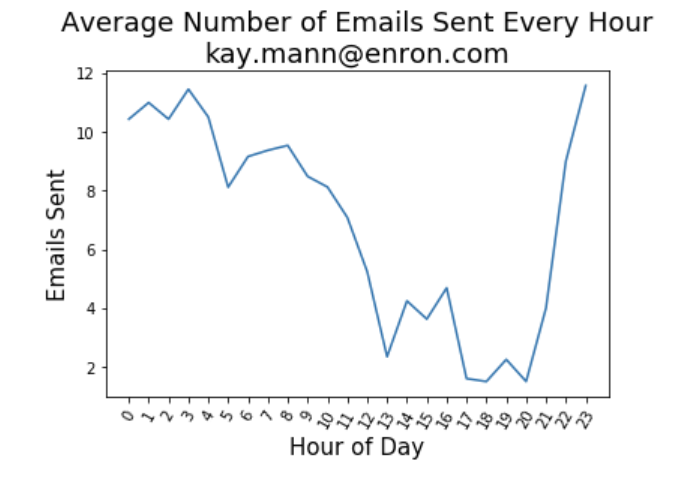 Average Number of Emails Sent Every Hour
kay.mann@enron.com
12
10
8
6
4
2
Emails Sent
0 1 2 3 4 5 6 7 8 9 10 11 12 13 14 15 16 17 18 19 20 21 22 23
Hour of Day